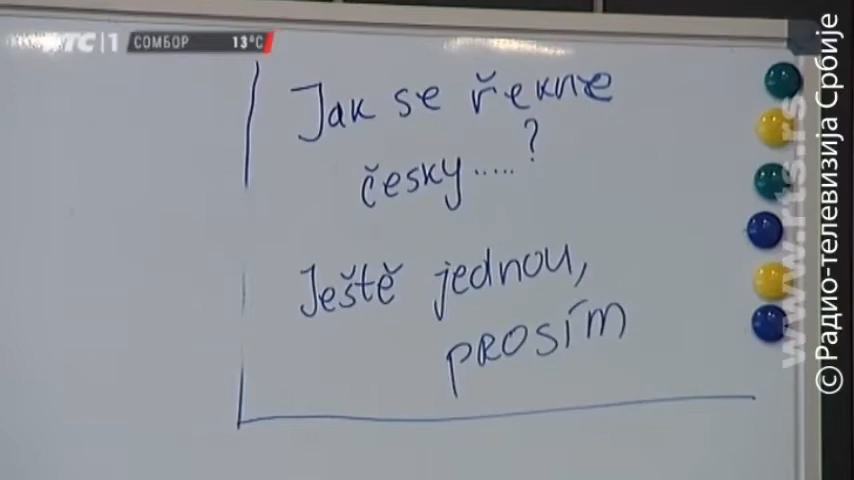 РТС|1 СОМБОР 13°C
Jak se řekne
česky.....?
Ještě jednou,
prosím
www.rts.rs
© Радио-телевизија Србије